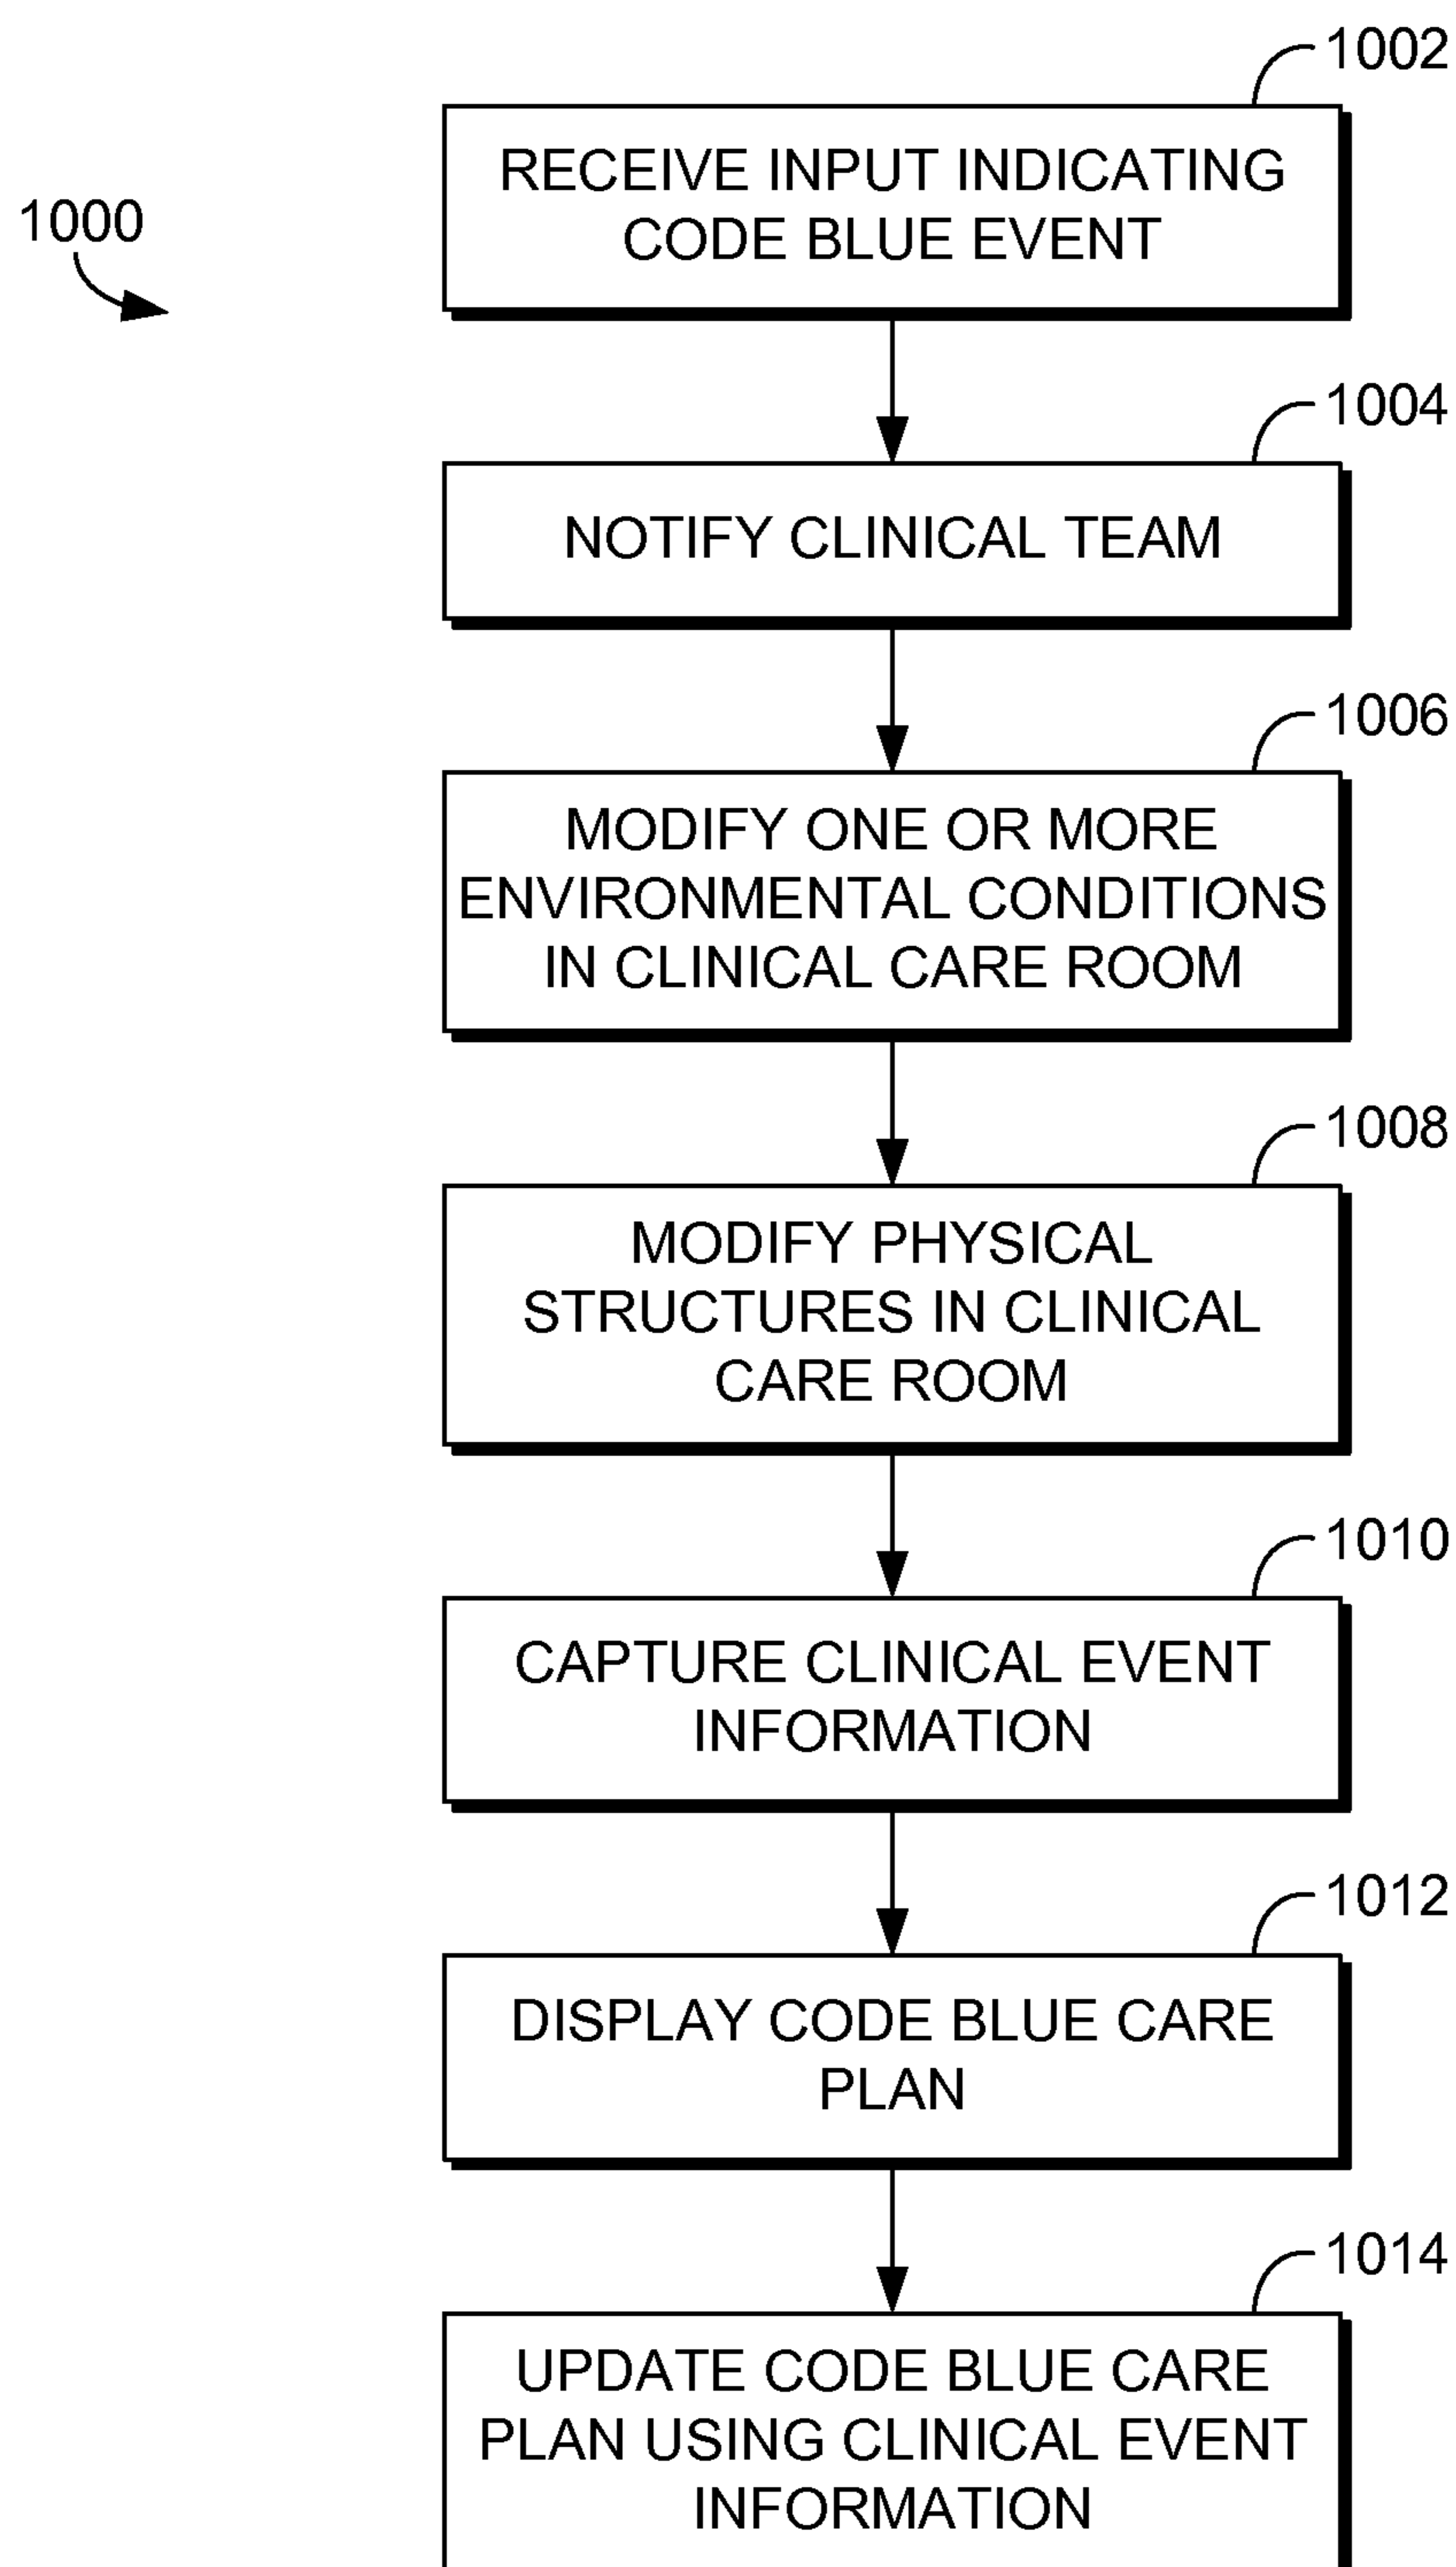 1002
RECEIVE INPUT INDICATING
CODE BLUE EVENT
1000
1004
NOTIFY CLINICAL TEAM
1006
MODIFY ONE OR MORE
ENVIRONMENTAL CONDITIONS
IN CLINICAL CARE ROOM
1008
MODIFY PHYSICAL
STRUCTURES IN CLINICAL
CARE ROOM
1010
CAPTURE CLINICAL EVENT
INFORMATION
1012
DISPLAY CODE BLUE CARE
PLAN
1014
UPDATE CODE BLUE CARE
PLAN USING CLINICAL EVENT
INFORMATION